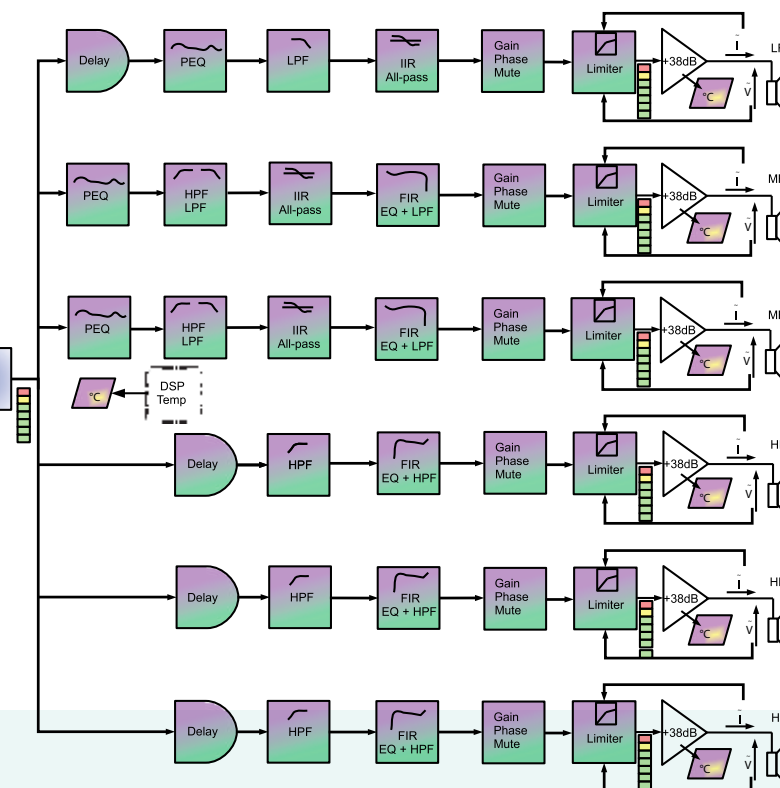 Delay
PEQ
LPF
IIR
All-pass
Gain
Phase
Mute
Limiter
+38dB
°C
ĩ
ṽ
PEQ
HPF
LPF
IIR
All-pass
FIR
EQ + LPF
Gain
Phase
Mute
Limiter
+38dB
°C
ĩ
ṽ
PEQ
HPF
LPF
IIR
All-pass
FIR
EQ + LPF
Gain
Phase
Mute
Limiter
+38dB
°C
ĩ
ṽ
°C
DSP
Temp
Delay
HPF
FIR
EQ + HPF
Gain
Phase
Mute
Limiter
+38dB
°C
ĩ
ṽ
Delay
HPF
FIR
EQ + HPF
Gain
Phase
Mute
Limiter
+38dB
°C
ĩ
ṽ
Delay
HPF
FIR
EQ + HPF
Gain
Phase
Mute
Limiter
+38dB
°C
ĩ
ṽ